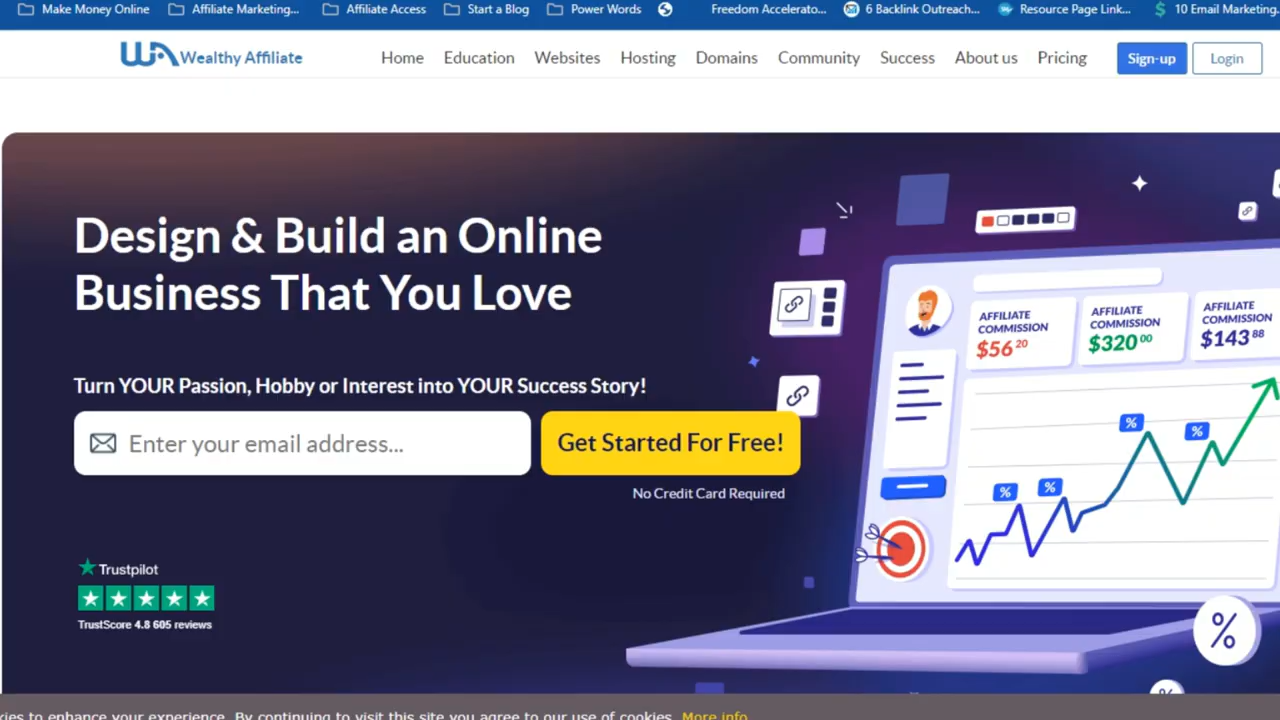 Make Money Online Affiliate Marketing... Affiliate Access Start a Blog Power Words Freedom Accelerato... 6 Backlink Outreach... Resource Page Link... 10 Email Marketing
WA Wealthy Affiliate Home Education Websites Hosting Domains Community Success About us Pricing Sign-up Login
Design & Build an Online
Business That You Love
Turn YOUR Passion, Hobby or Interest into YOUR Success Story!
Enter your email address... Get Started For Free!
No Credit Card Required
Trustpilot
TrustScore 4.8 605 reviews
AFFILIATE
COMMISSION
$56 20
AFFILIATE
COMMISSION
$320 00
AFFILIATE
COMMISSION
$143 88
%
%
%
%
%
%
kies to enhance your experience. By continuing to visit this site you agree to our use of cookies. More info